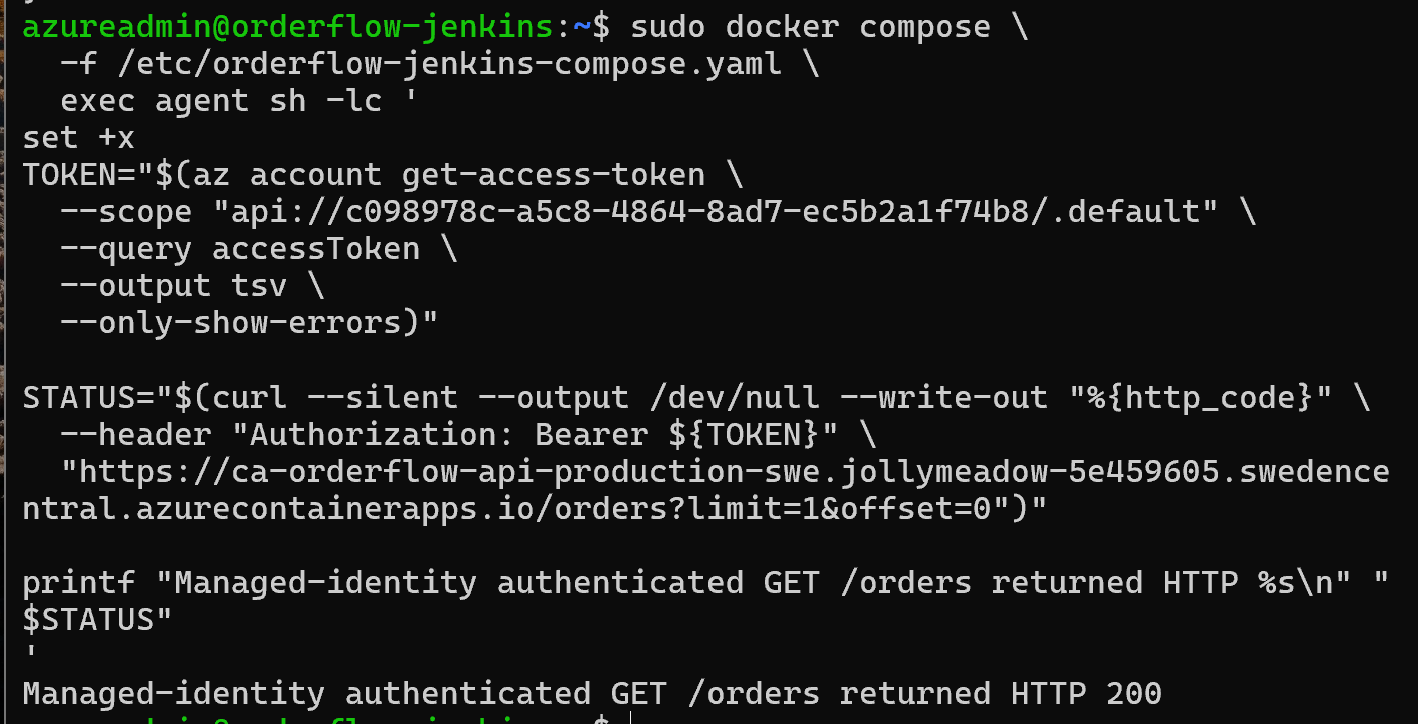 azureadmin@orderflow-jenkins:~$ sudo docker compose \
  -f /etc/orderflow-jenkins-compose.yaml \
  exec agent sh -lc '
set +x
TOKEN="$(az account get-access-token \
  --scope "api://c098978c-a5c8-4864-8ad7-ec5b2a1f74b8/.default" \
  --query accessToken \
  --output tsv \
  --only-show-errors)"

STATUS="$(curl --silent --output /dev/null --write-out "%{http_code}" \
  --header "Authorization: Bearer ${TOKEN}" \
  "https://ca-orderflow-api-production-swe.jollymeadow-5e459605.swedence
ntral.azurecontainerapps.io/orders?limit=1&offset=0")"

printf "Managed-identity authenticated GET /orders returned HTTP %s\n" "
$STATUS"
'
Managed-identity authenticated GET /orders returned HTTP 200